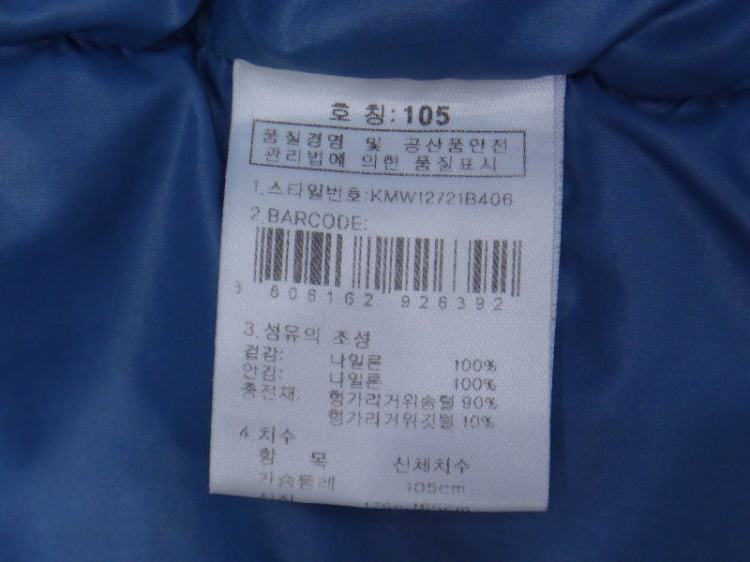 호 칭: 105
품질경영 및 공산품안전
관리법에 의한 품질표시
1.스타일번호:KMW12721B406
2.BARCODE:
8 806162 926392
3.섬유의 조성
겉감: 나일론 100%
안감: 나일론 100%
충전재: 헝가리거위솜털 90%
헝가리거위깃털 10%
4.치수
항 목 신체치수
가슴둘레 105cm